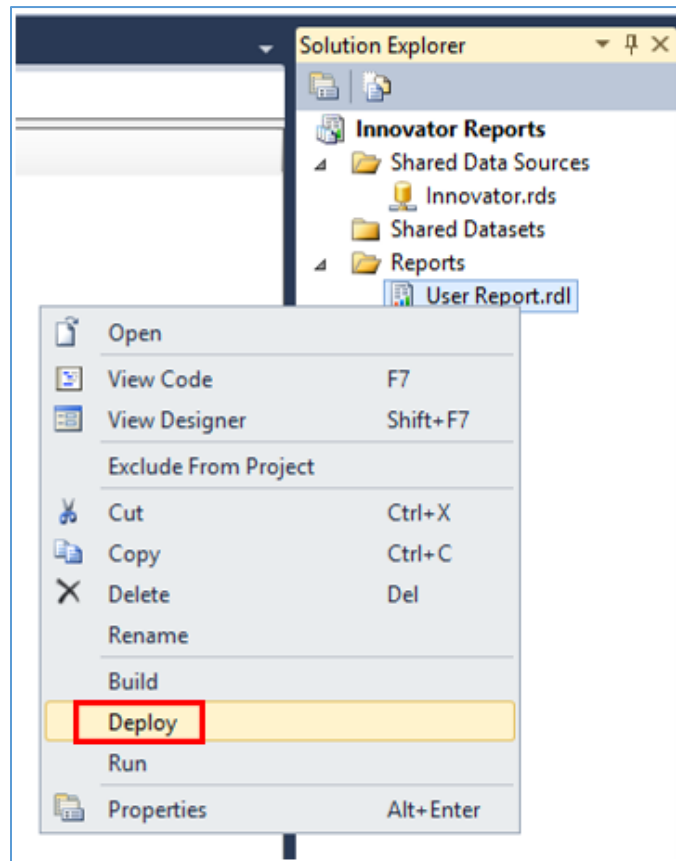 Solution Explorer
Innovator Reports
Shared Data Sources
Innovator.rds
Shared Datasets
Reports
User Report.rdl
Open
View Code F7
View Designer Shift+F7
Exclude From Project
Cut Ctrl+X
Copy Ctrl+C
Delete Del
Rename
Build
Deploy
Run
Properties Alt+Enter